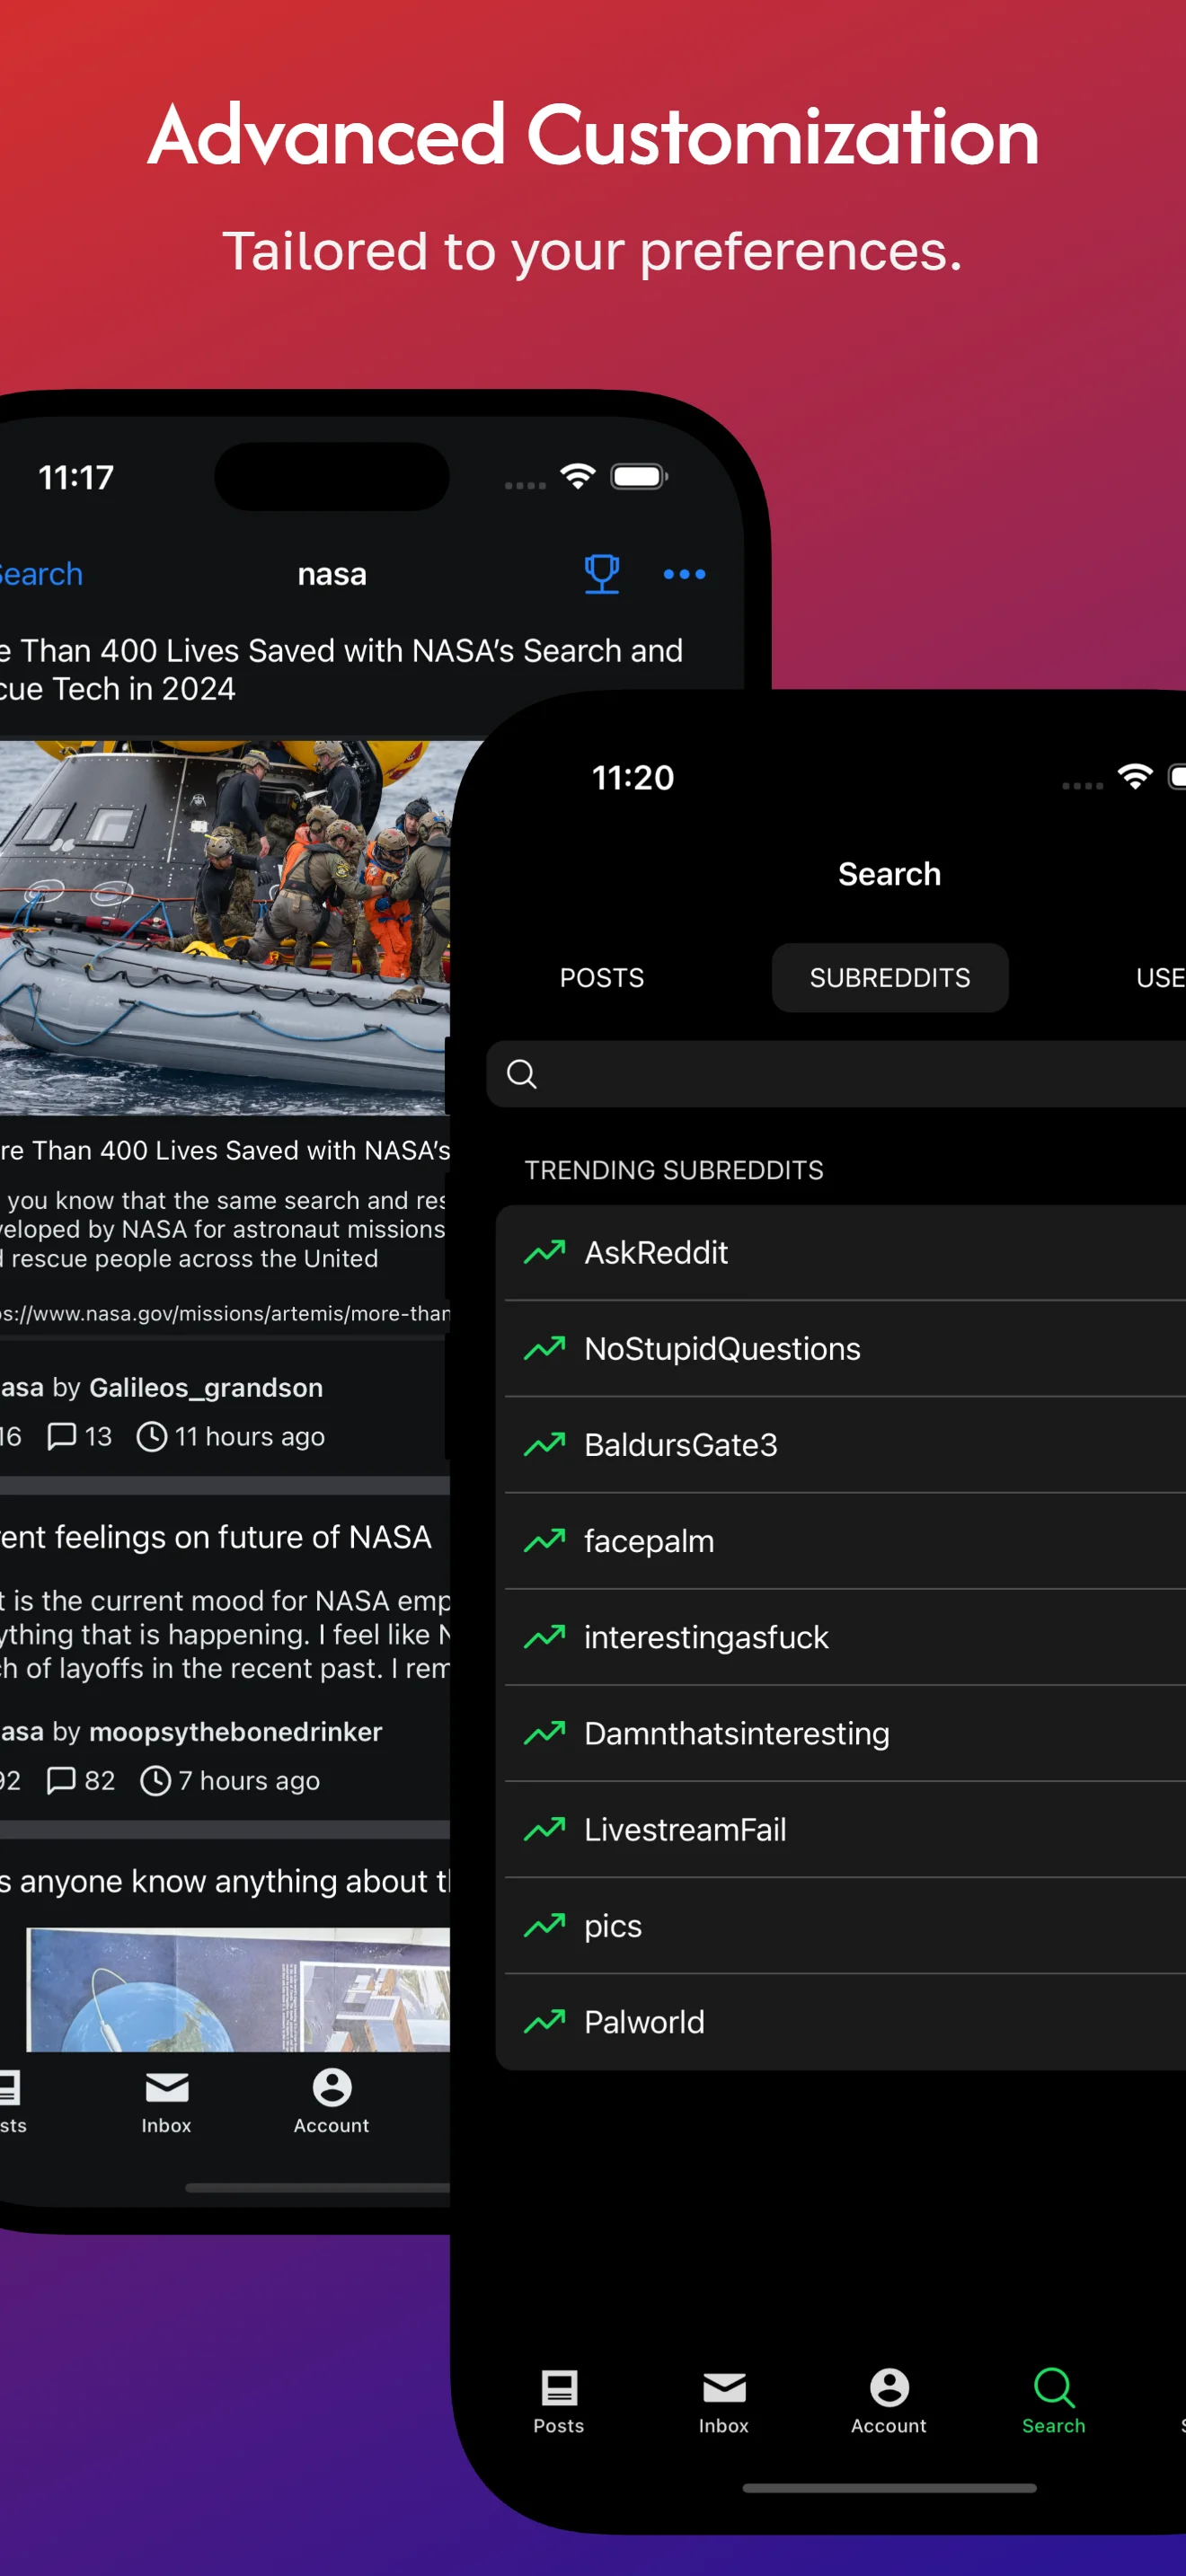 Advanced Customization
Tailored to your preferences.
11:17
Search
nasa
e Than 400 Lives Saved with NASA's Search and
cue Tech in 2024
re Than 400 Lives Saved with NASA's
you know that the same search and res
veloped by NASA for astronaut missions
d rescue people across the United
ps://www.nasa.gov/missions/artemis/more-than
asa by Galileos_grandson
16 13 11 hours ago
rent feelings on future of NASA
t is the current mood for NASA emp
ything that is happening. I feel like N
ch of layoffs in the recent past. I rem
asa by moopsythebonedrinker
92 82 7 hours ago
s anyone know anything about th
sts
Inbox
Account
11:20
Search
POSTS
SUBREDDITS
USE
TRENDING SUBREDDITS
AskReddit
NoStupidQuestions
BaldursGate3
facepalm
interestingasfuck
Damnthatsinteresting
LivestreamFail
pics
Palworld
Posts
Inbox
Account
Search